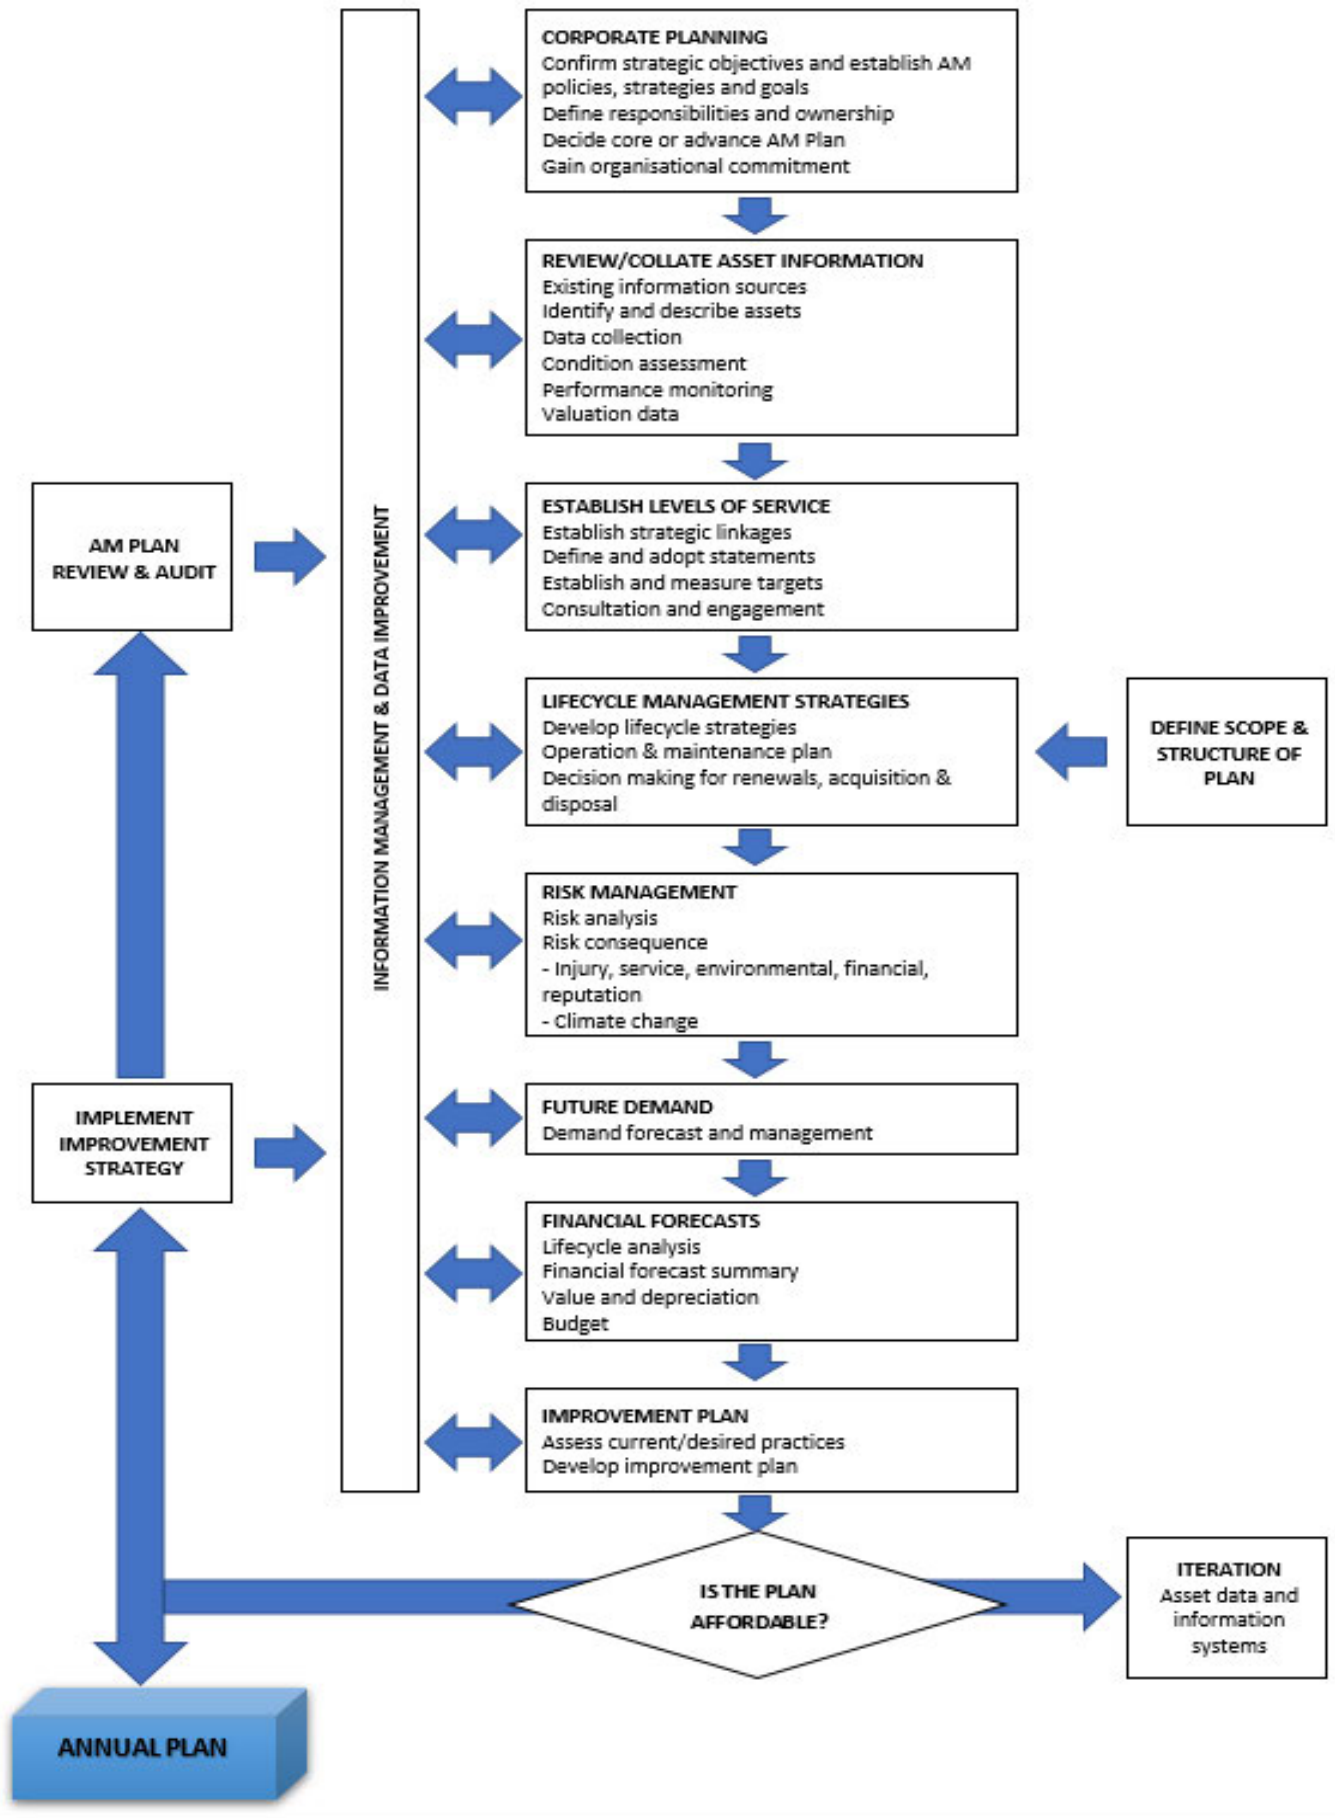 CORPORATE PLANNING
Confirm strategic objectives and establish AM
policies, strategies and goals
Define responsibilities and ownership
Decide core or advance AM Plan
Gain organisational commitment
REVIEW/COLLATE ASSET INFORMATION
Existing information sources
Identify and describe assets
Data collection
Condition assessment
Performance monitoring
Valuation data
AM PLAN
REVIEW & AUDIT
INFORMATION MANAGEMENT & DATA IMPROVEMENT
ESTABLISH LEVELS OF SERVICE
Establish strategic linkages
Define and adopt statements
Establish and measure targets
Consultation and engagement
LIFECYCLE MANAGEMENT STRATEGIES
Develop lifecycle strategies
Operation & maintenance plan
Decision making for renewals, acquisition &
disposal
DEFINE SCOPE &
STRUCTURE OF
PLAN
RISK MANAGEMENT
Risk analysis
Risk consequence
- Injury, service, environmental, financial,
reputation
- Climate change
IMPLEMENT
IMPROVEMENT
STRATEGY
FUTURE DEMAND
Demand forecast and management
FINANCIAL FORECASTS
Lifecycle analysis
Financial forecast summary
Value and depreciation
Budget
IMPROVEMENT PLAN
Assess current/desired practices
Develop improvement plan
IS THE PLAN
AFFORDABLE?
ITERATION
Asset data and
information
systems
ANNUAL PLAN